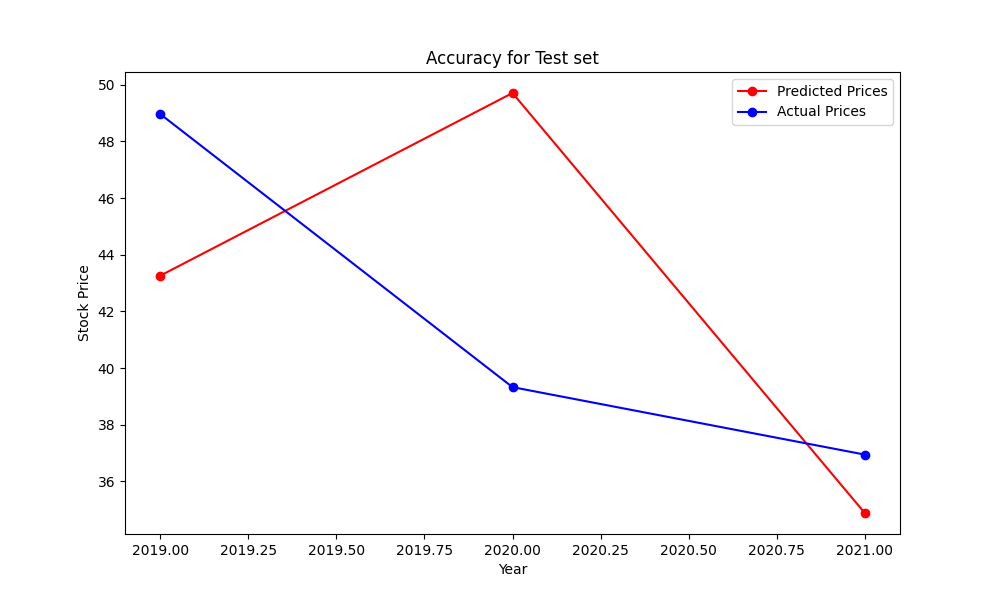 Accuracy for Test set
Predicted Prices
Actual Prices
50
48
46
44
42
40
38
36
Stock Price
2019.00 2019.25 2019.50 2019.75 2020.00 2020.25 2020.50 2020.75 2021.00
Year